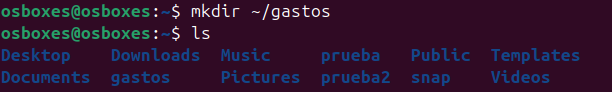 osboxes@osboxes:~$ mkdir ~/gastos
osboxes@osboxes:~$ ls
Desktop    Downloads  Music     prueba   Public  Templates
Documents  gastos     Pictures  prueba2  snap    Videos